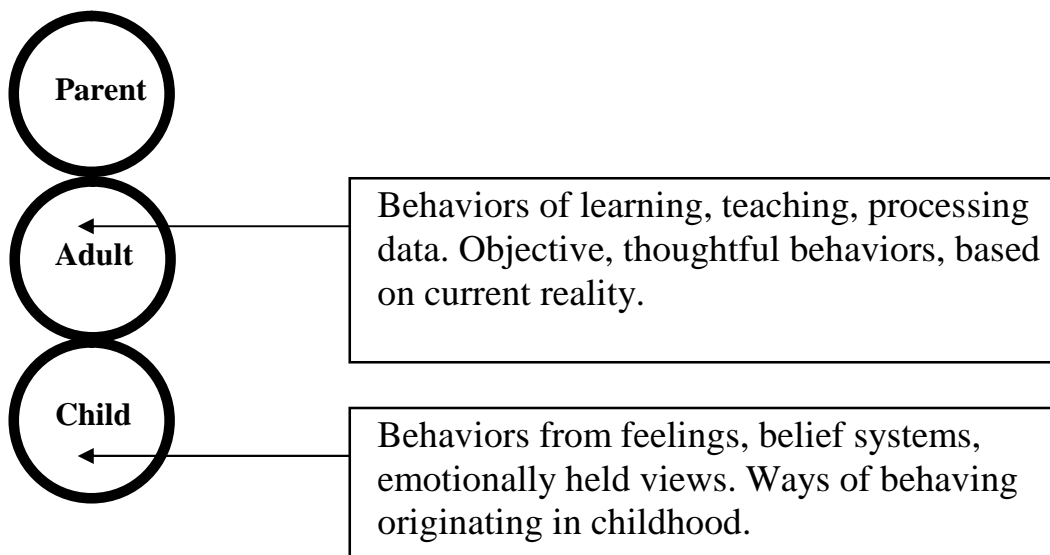 Parent
Behaviors of learning, teaching, processing
data. Objective, thoughtful behaviors, based
on current reality.
Adult
Child
Behaviors from feelings, belief systems,
emotionally held views. Ways of behaving
originating in childhood.